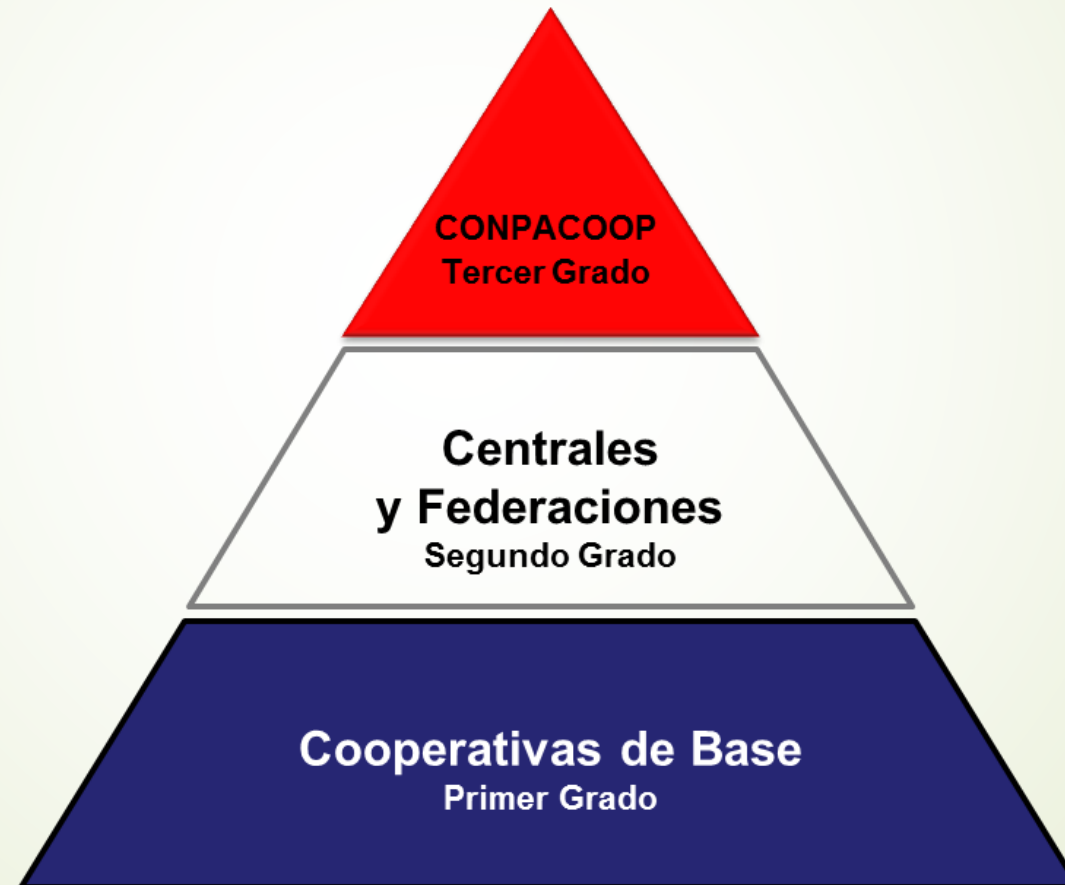 CONPACOOP
Tercer Grado
Centrales
y Federaciones
Segundo Grado
Cooperativas de Base
Primer Grado